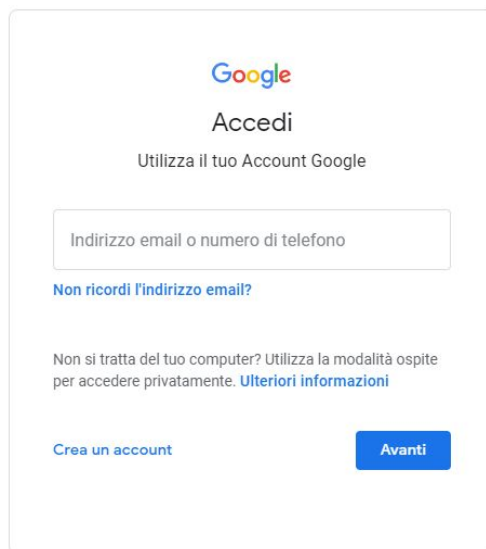 Google
Accedi
Utilizza il tuo Account Google
Indirizzo email o numero di telefono
Non ricordi l'indirizzo email?
Non si tratta del tuo computer? Utilizza la modalità ospite
per accedere privatamente. Ulteriori informazioni
Crea un account
Avanti